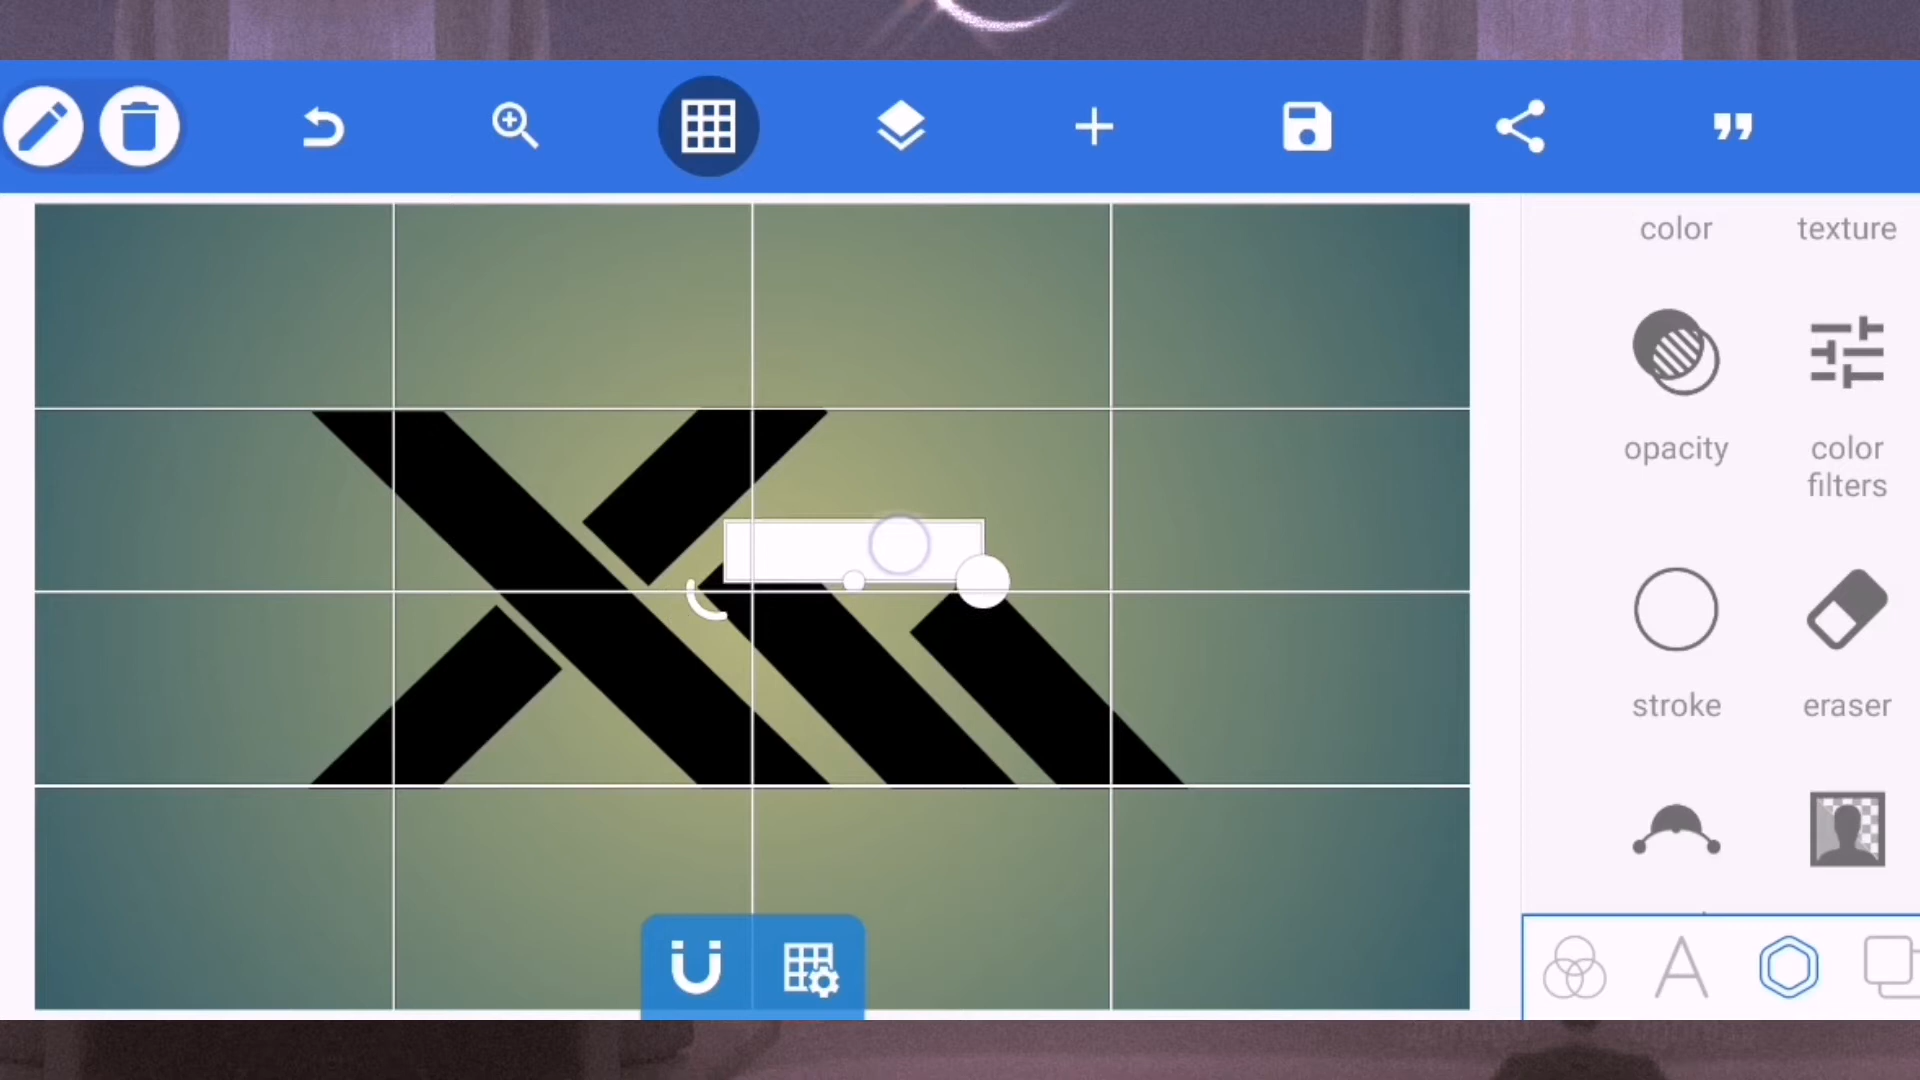 color
texture
opacity
color
filters
stroke
eraser